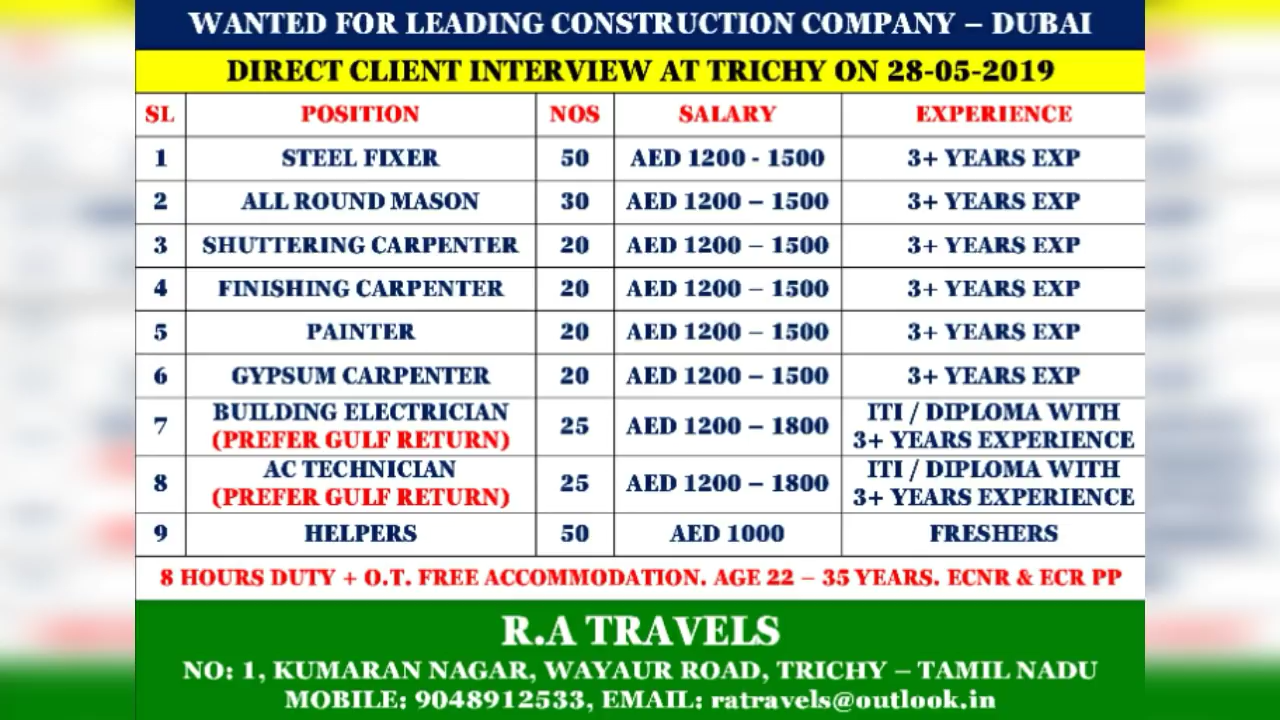 WANTED FOR LEADING CONSTRUCTION COMPANY – DUBAI
DIRECT CLIENT INTERVIEW AT TRICHY ON 28-05-2019
SL POSITION NOS SALARY EXPERIENCE
1 STEEL FIXER 50 AED 1200 - 1500 3+ YEARS EXP
2 ALL ROUND MASON 30 AED 1200 – 1500 3+ YEARS EXP
3 SHUTTERING CARPENTER 20 AED 1200 – 1500 3+ YEARS EXP
4 FINISHING CARPENTER 20 AED 1200 – 1500 3+ YEARS EXP
5 PAINTER 20 AED 1200 – 1500 3+ YEARS EXP
6 GYPSUM CARPENTER 20 AED 1200 – 1500 3+ YEARS EXP
7 BUILDING ELECTRICIAN 25 AED 1200 – 1800 ITI / DIPLOMA WITH
(PREFER GULF RETURN) 3+ YEARS EXPERIENCE
8 AC TECHNICIAN 25 AED 1200 – 1800 ITI / DIPLOMA WITH
(PREFER GULF RETURN) 3+ YEARS EXPERIENCE
9 HELPERS 50 AED 1000 FRESHERS
8 HOURS DUTY + O.T. FREE ACCOMMODATION. AGE 22 – 35 YEARS. ECNR & ECR PP
R.A TRAVELS
NO: 1, KUMARAN NAGAR, WAYAUR ROAD, TRICHY – TAMIL NADU
MOBILE: 9048912533, EMAIL: ratravels@outlook.in